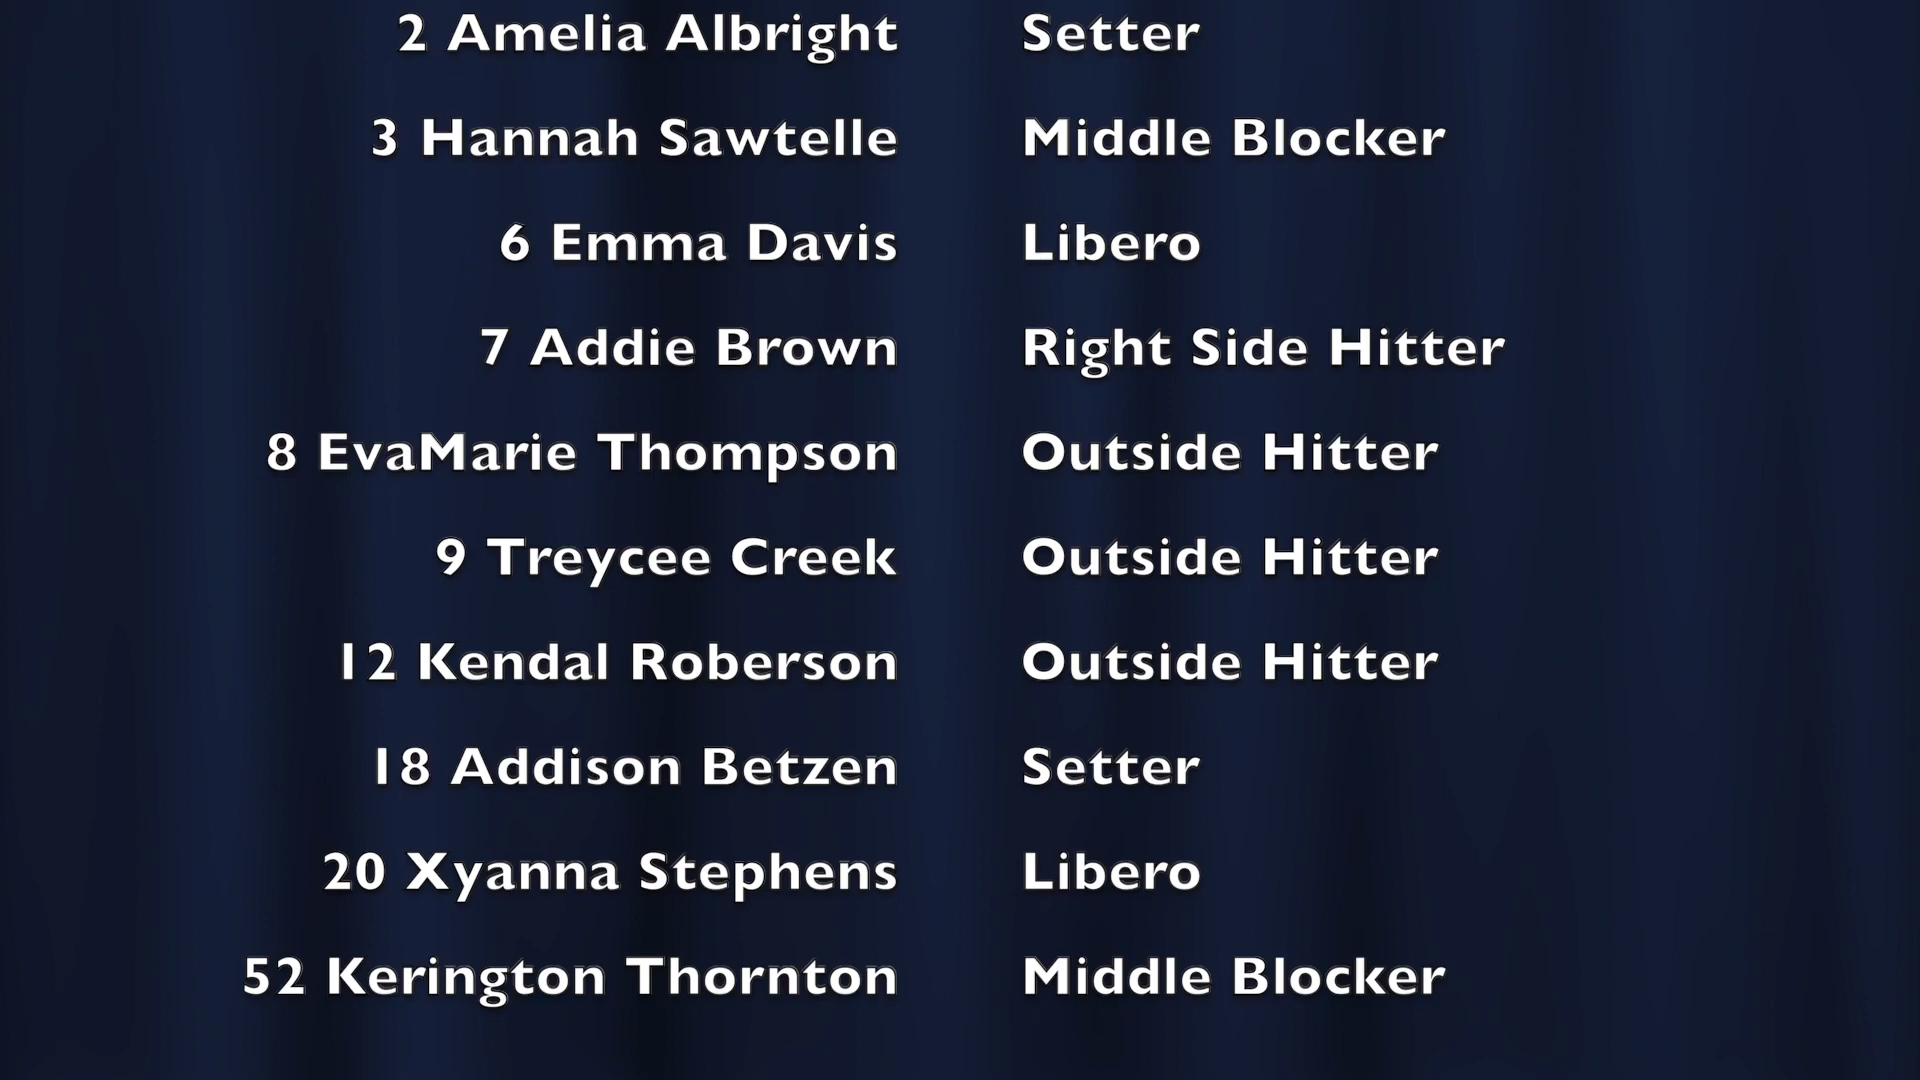 2 Amelia Albright Setter
3 Hannah Sawtelle Middle Blocker
6 Emma Davis Libero
7 Addie Brown Right Side Hitter
8 EvaMarie Thompson Outside Hitter
9 Treycee Creek Outside Hitter
12 Kendal Roberson Outside Hitter
18 Addison Betzen Setter
20 Xyanna Stephens Libero
52 Kerington Thornton Middle Blocker